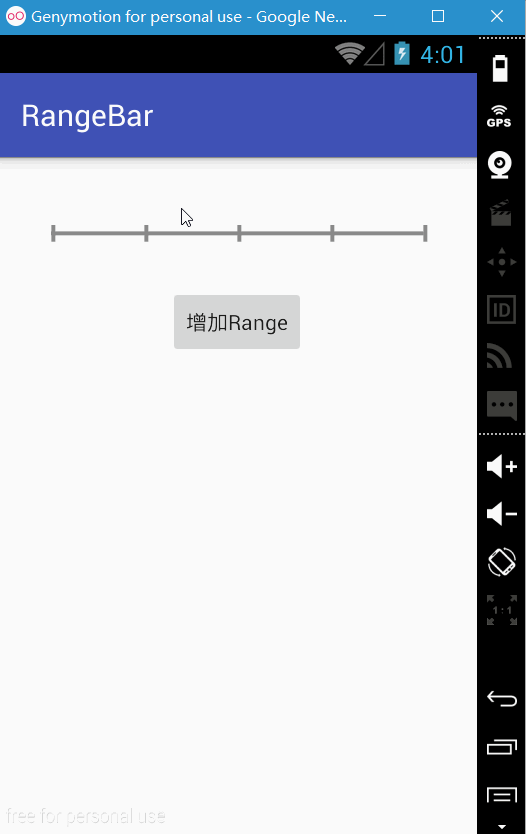 Genymotion for personal use - Google Ne...
4:01
RangeBar
GPS
ID
增加Range
1:1
free for personal use